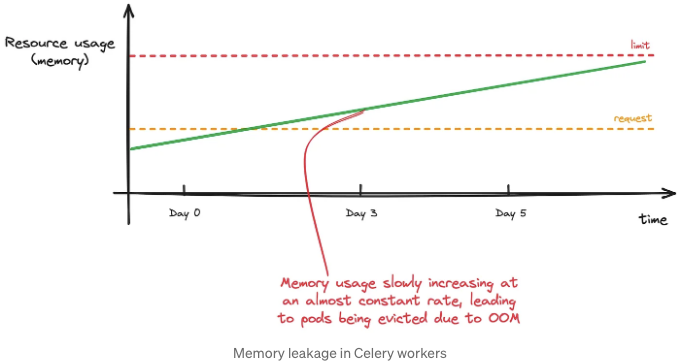 Resource usage
(memory)
limit
request
Day 0
Day 3
Day 5
time
Memory usage slowly increasing at
an almost constant rate, leading
to pods being evicted due to OOM
Memory leakage in Celery workers